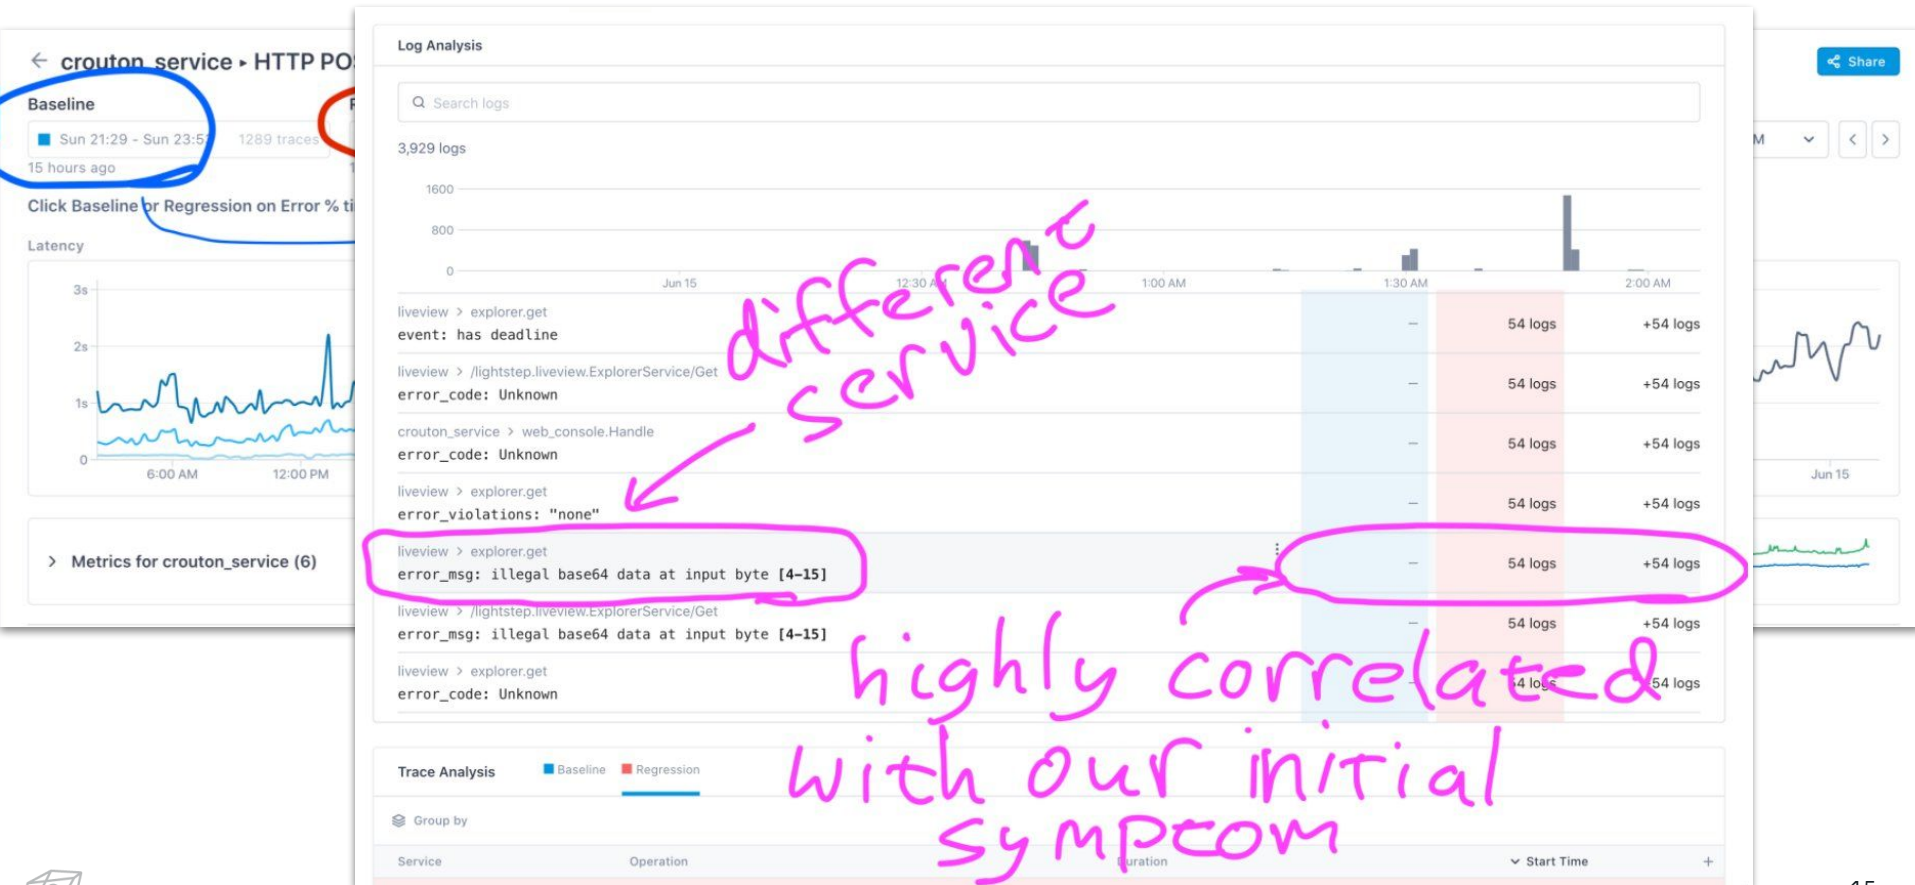 ← crouton_service ▸ HTTP PO
Share
Baseline
Sun 21:29 - Sun 23:5
1289 traces
15 hours ago
Click Baseline or Regression on Error % ti
Latency
3s
2s
1s
0
6:00 AM
12:00 PM
> Metrics for crouton_service (6)
Log Analysis
Search logs
3,929 logs
1600
800
0
Jun 15
12:30 AM
1:00 AM
1:30 AM
2:00 AM
liveview > explorer.get
event: has deadline
– 54 logs +54 logs
liveview > /lightstep.liveview.ExplorerService/Get
error_code: Unknown
– 54 logs +54 logs
crouton_service > web_console.Handle
error_code: Unknown
– 54 logs +54 logs
liveview > explorer.get
error_violations: "none"
– 54 logs +54 logs
liveview > explorer.get
error_msg: illegal base64 data at input byte [4-15]
– 54 logs +54 logs
liveview > /lightstep.liveview.ExplorerService/Get
error_msg: illegal base64 data at input byte [4-15]
– 54 logs +54 logs
liveview > explorer.get
error_code: Unknown
54 logs 54 logs
different
service
highly correlated
with our initial
symptom
Trace Analysis
Baseline
Regression
Group by
Service
Operation
Duration
Start Time
+
M
Jun 15